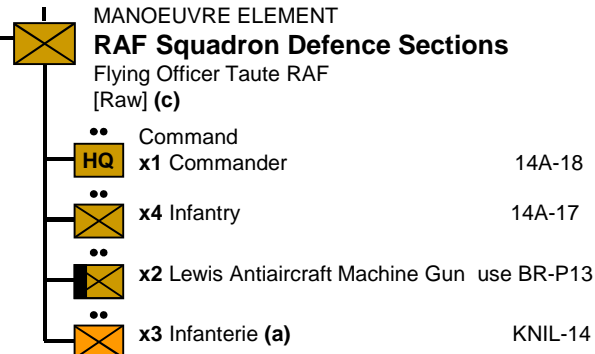 MANOEUVRE ELEMENT
RAF Squadron Defence Sections
Flying Officer Taute RAF
[Raw] (c)
Command
HQ x1 Commander 14A-18
x4 Infantry 14A-17
x2 Lewis Antiaircraft Machine Gun use BR-P13
x3 Infanterie (a) KNIL-14